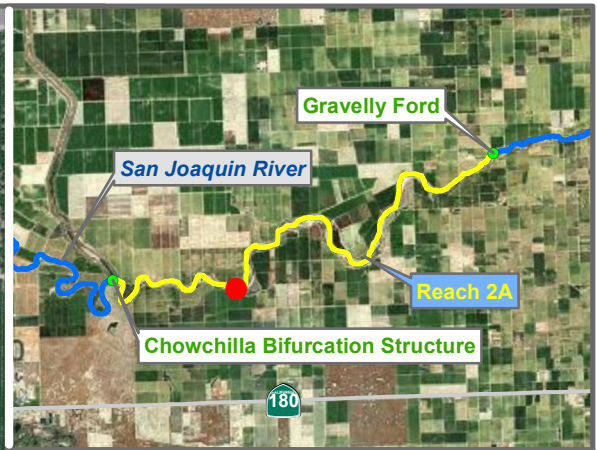 Gravelly Ford
San Joaquin River
Reach 2A
Chowchilla Bifurcation Structure
180